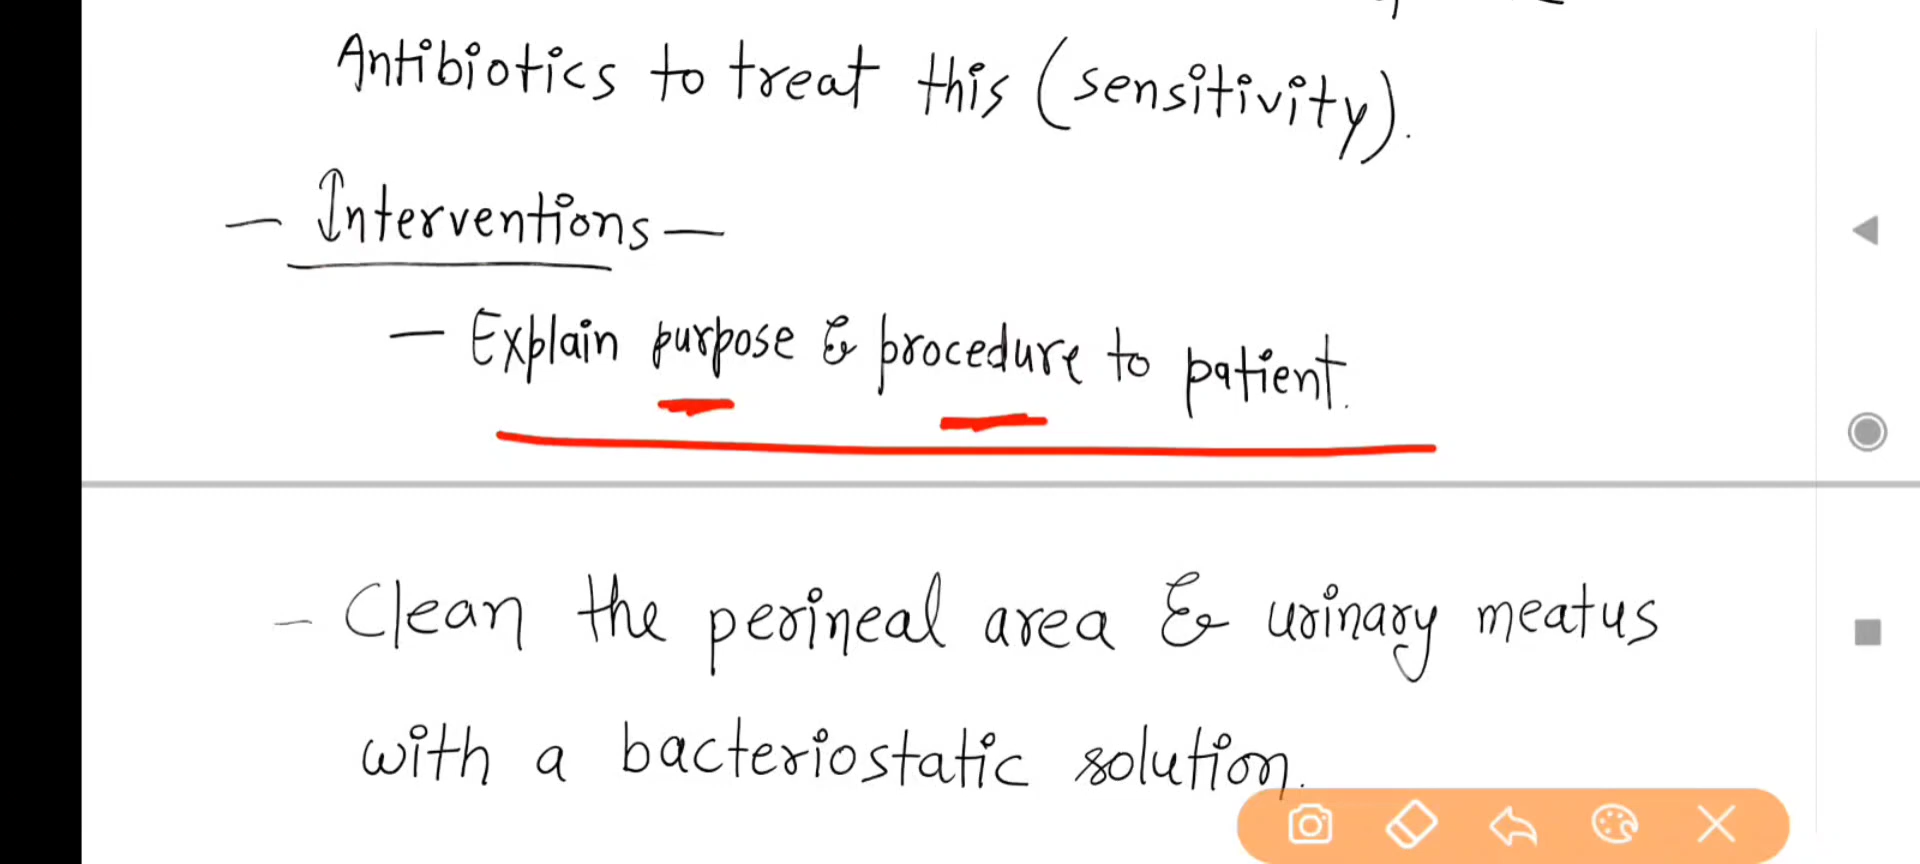 Antibiotics to treat this (sensitivity).
— Interventions —
— Explain purpose & procedure to patient.
- Clean the perineal area & urinary meatus
with a bacteriostatic solution.